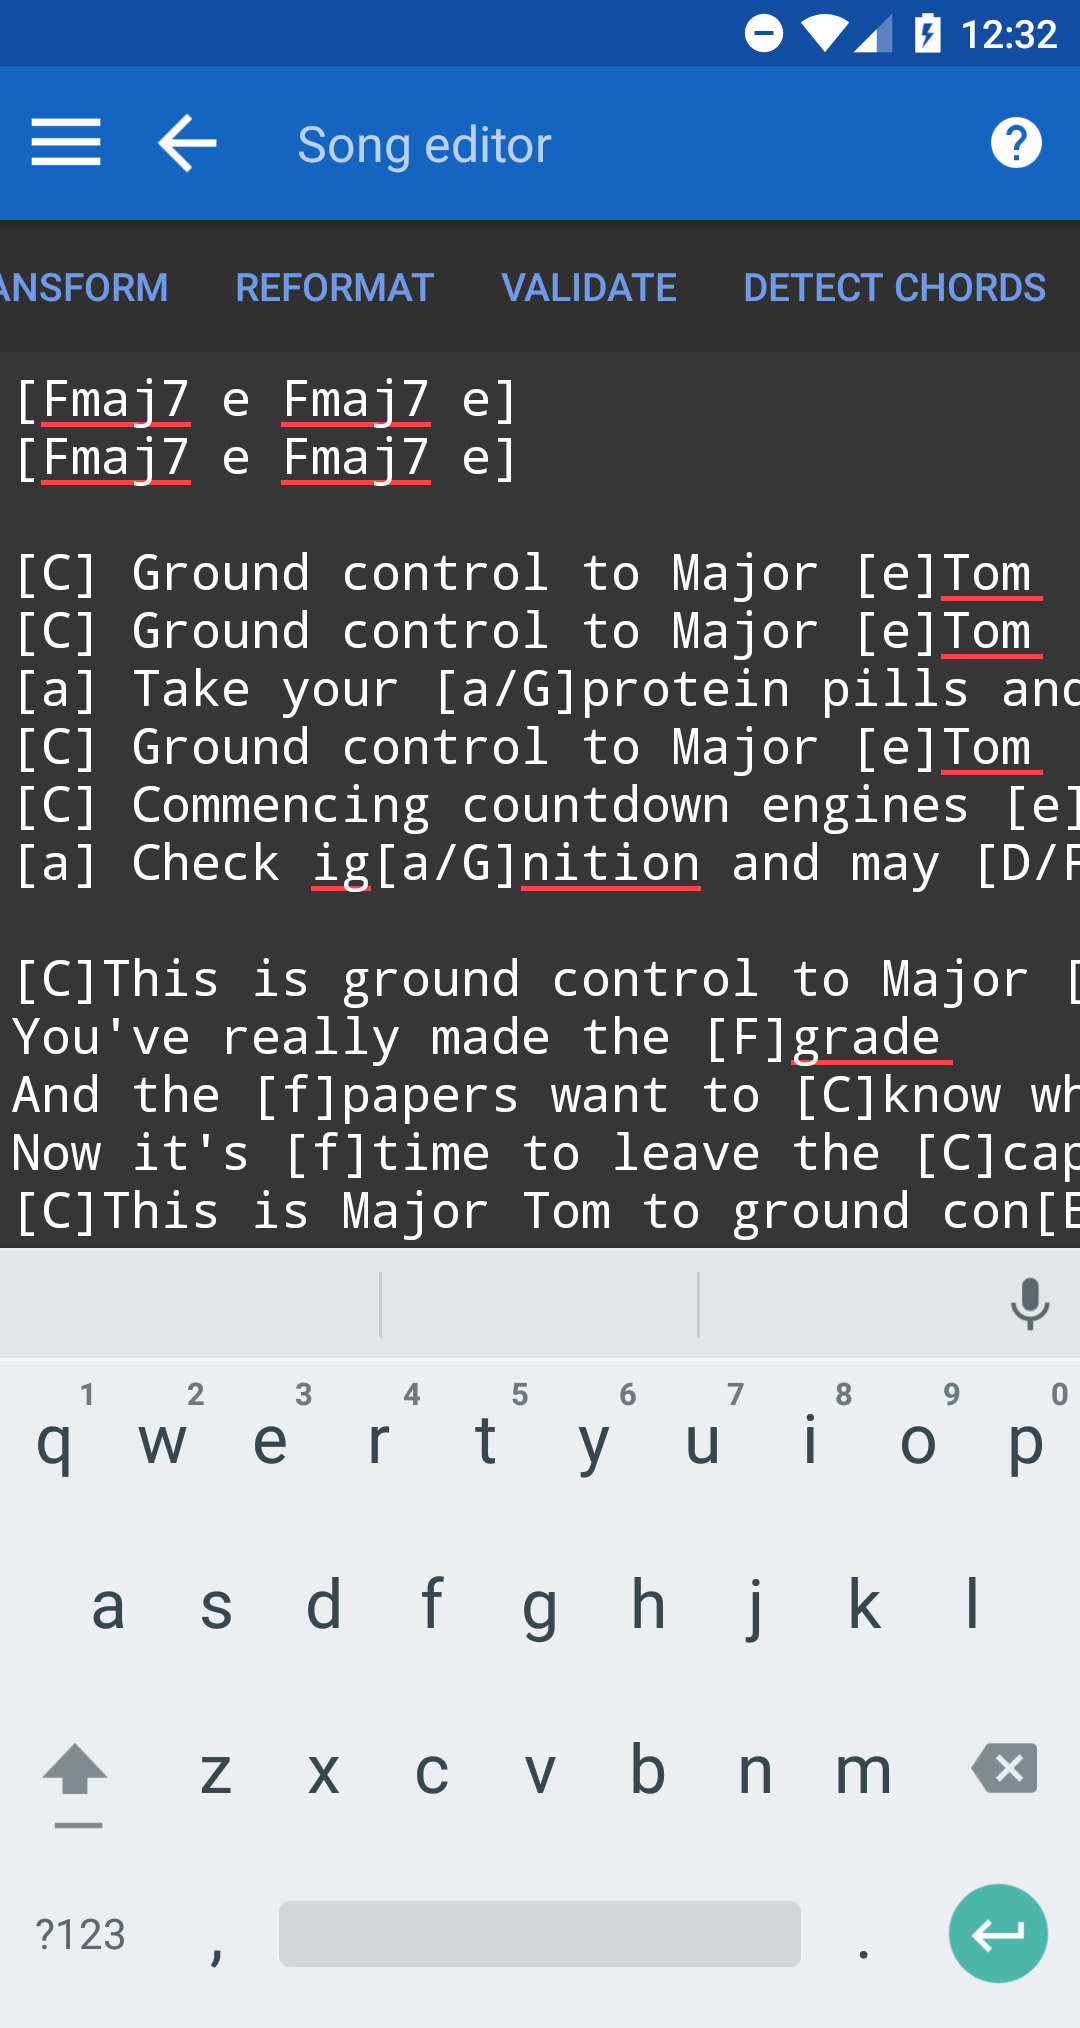 12:32
Song editor
ANSFORM REFORMAT VALIDATE DETECT CHORDS
[Fmaj7 e Fmaj7 e]
[Fmaj7 e Fmaj7 e]
[C] Ground control to Major [e]Tom
[C] Ground control to Major [e]Tom
[a] Take your [a/G]protein pills and
[C] Ground control to Major [e]Tom
[C] Commencing countdown engines [e]
[a] Check ig[a/G]nition and may [D/F
[C]This is ground control to Major [
You've really made the [F]grade
And the [f]papers want to [C]know wh
Now it's [f]time to leave the [C]cap
[C]This is Major Tom to ground con[E
1 2 3 4 5 6 7 8 9 0
q w e r t y u i o p
a s d f g h j k l
z x c v b n m
?123 , .